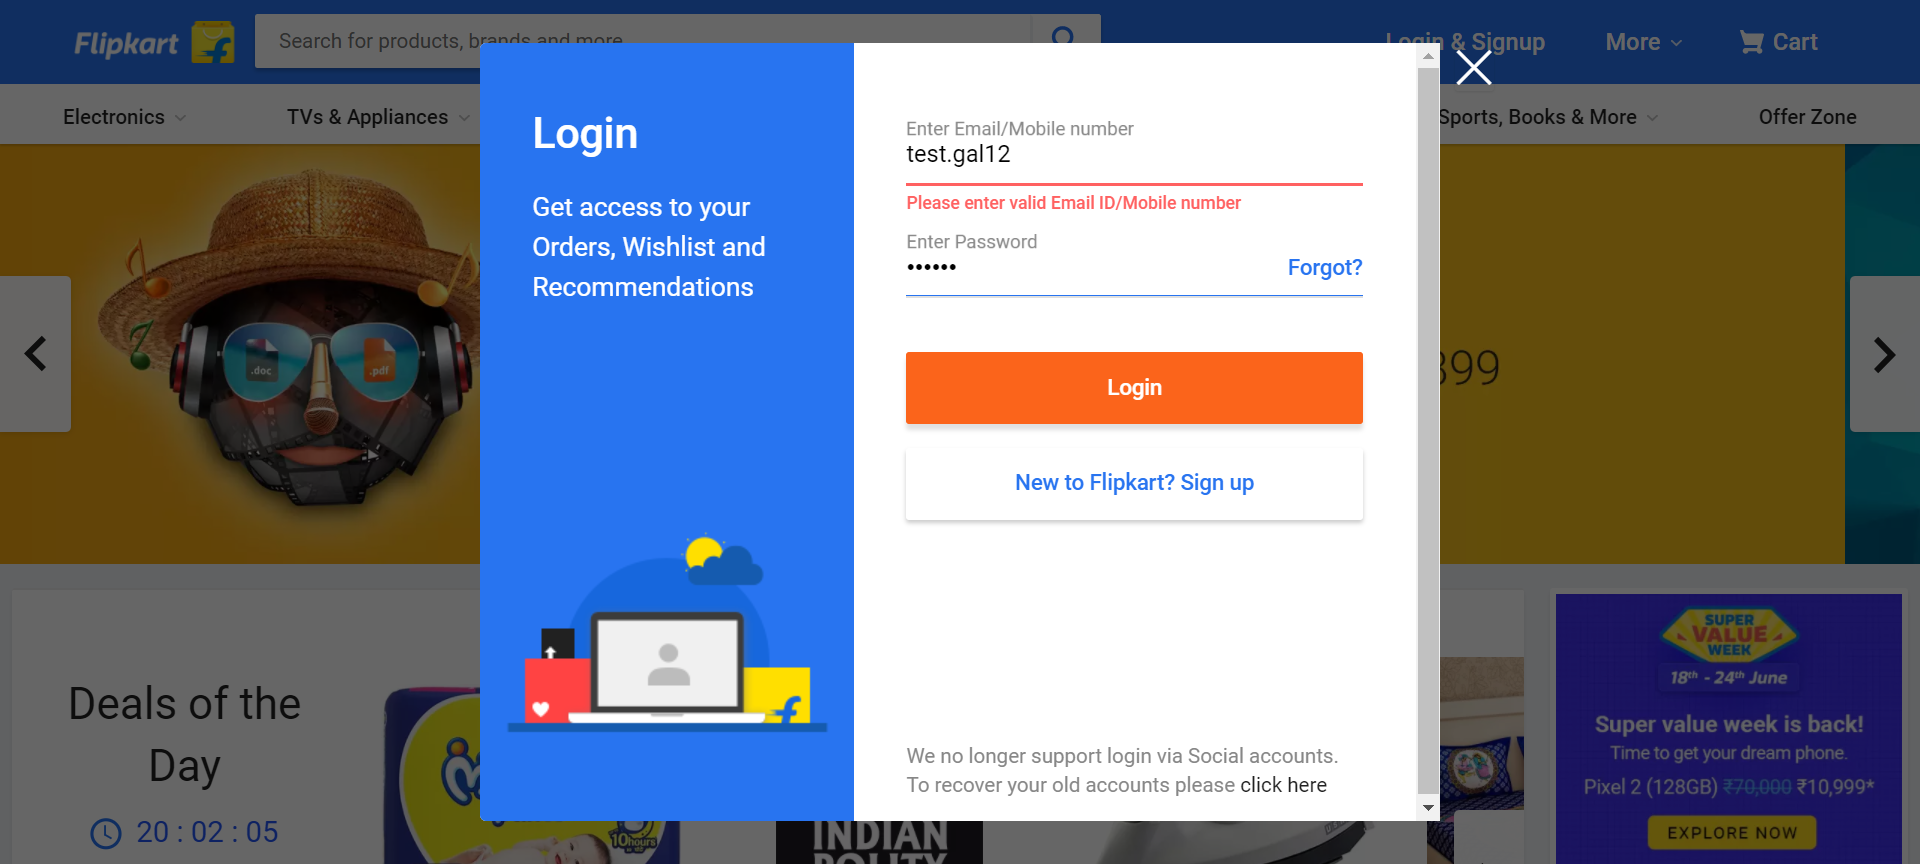 Flipkart
Search for products, brands and more
Login & Signup
More
Cart
Electronics
TVs & Appliances
Sports, Books & More
Offer Zone
Login
Get access to your
Orders, Wishlist and
Recommendations
Enter Email/Mobile number
test.gal12
Please enter valid Email ID/Mobile number
Enter Password
••••••
Forgot?
Login
New to Flipkart? Sign up
We no longer support login via Social accounts.
To recover your old accounts please click here
.doc
.pdf
399
Deals of the
Day
20 : 02 : 05
10hours
INDIAN
POLITY
SUPER
VALUE
WEEK
18th - 24th June
Super value week is back!
Time to get your dream phone.
Pixel 2 (128GB) ₹70,000 ₹10,999*
EXPLORE NOW